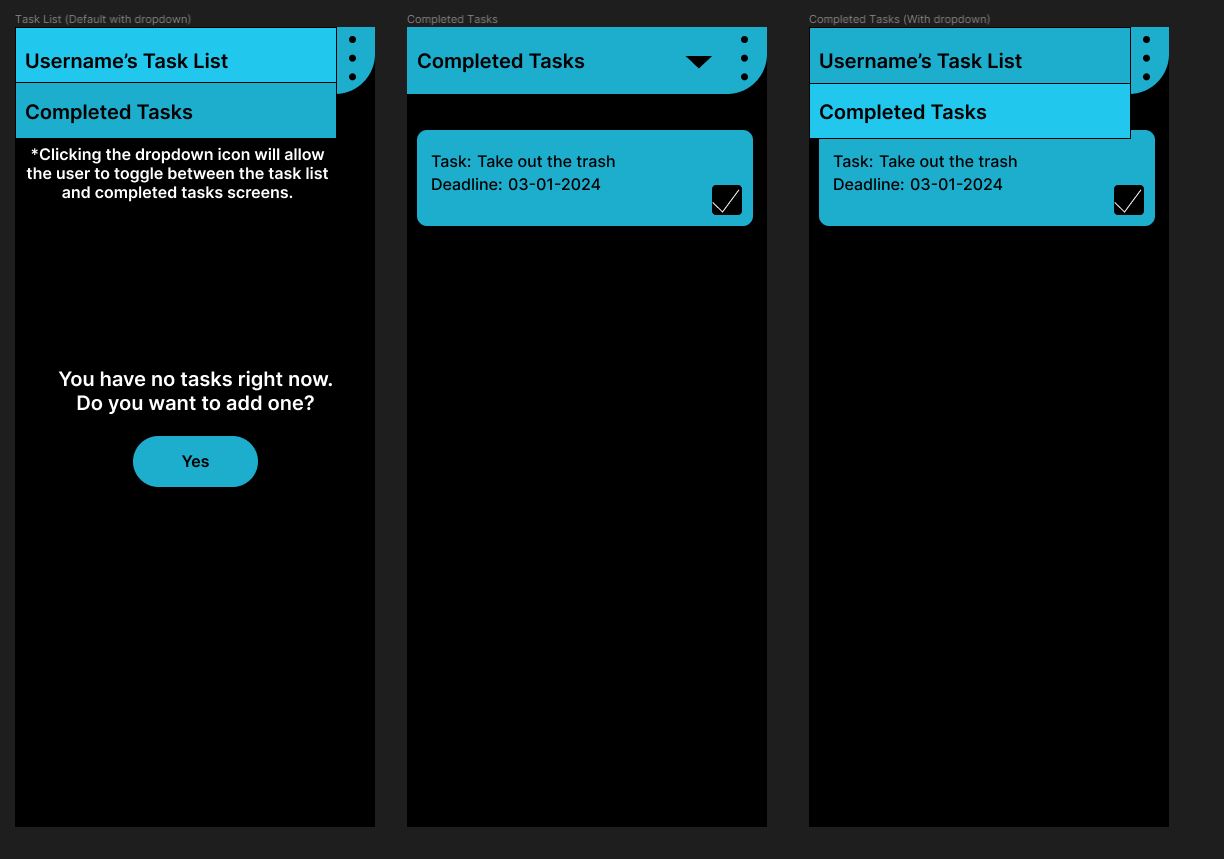 Task List (Default with dropdown)
Username’s Task List
Completed Tasks
*Clicking the dropdown icon will allow
the user to toggle between the task list
and completed tasks screens.
You have no tasks right now.
Do you want to add one?
Yes
Completed Tasks
Completed Tasks
Task: Take out the trash
Deadline: 03-01-2024
Completed Tasks (With dropdown)
Username’s Task List
Completed Tasks
Task: Take out the trash
Deadline: 03-01-2024